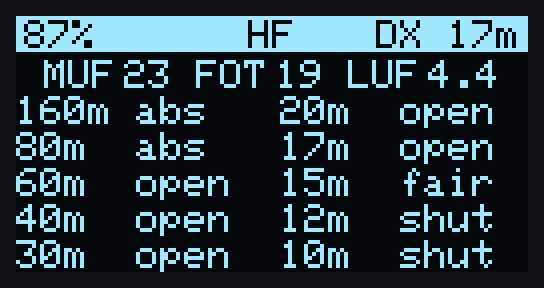 87% HF DX 17m
MUF 23 FOT 19 LUF 4.4
160m abs 20m open
80m abs 17m open
60m open 15m fair
40m open 12m shut
30m open 10m shut